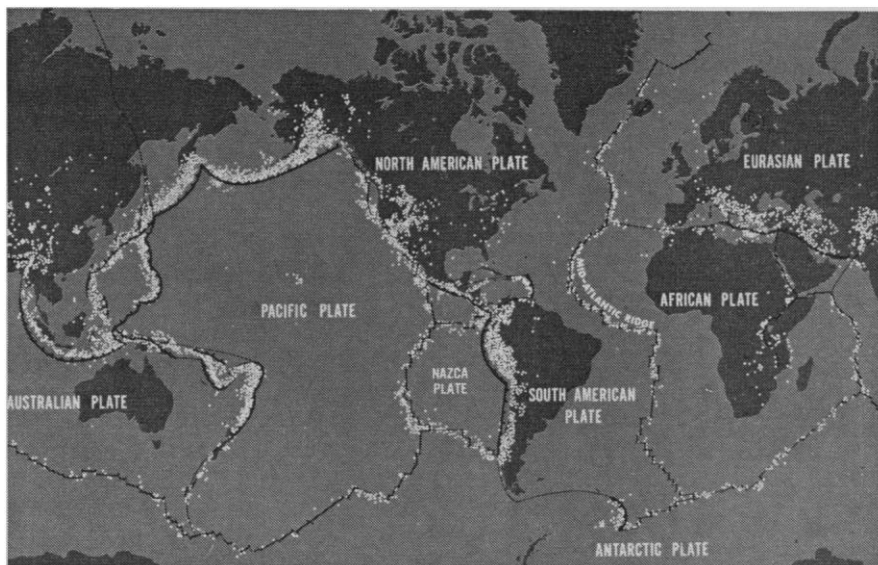 NORTH AMERICAN PLATE
EURASIAN PLATE
MID-ATLANTIC RIDGE
PACIFIC PLATE
AFRICAN PLATE
NAZCA
PLATE
AUSTRALIAN PLATE
SOUTH AMERICAN
PLATE
ANTARCTIC PLATE